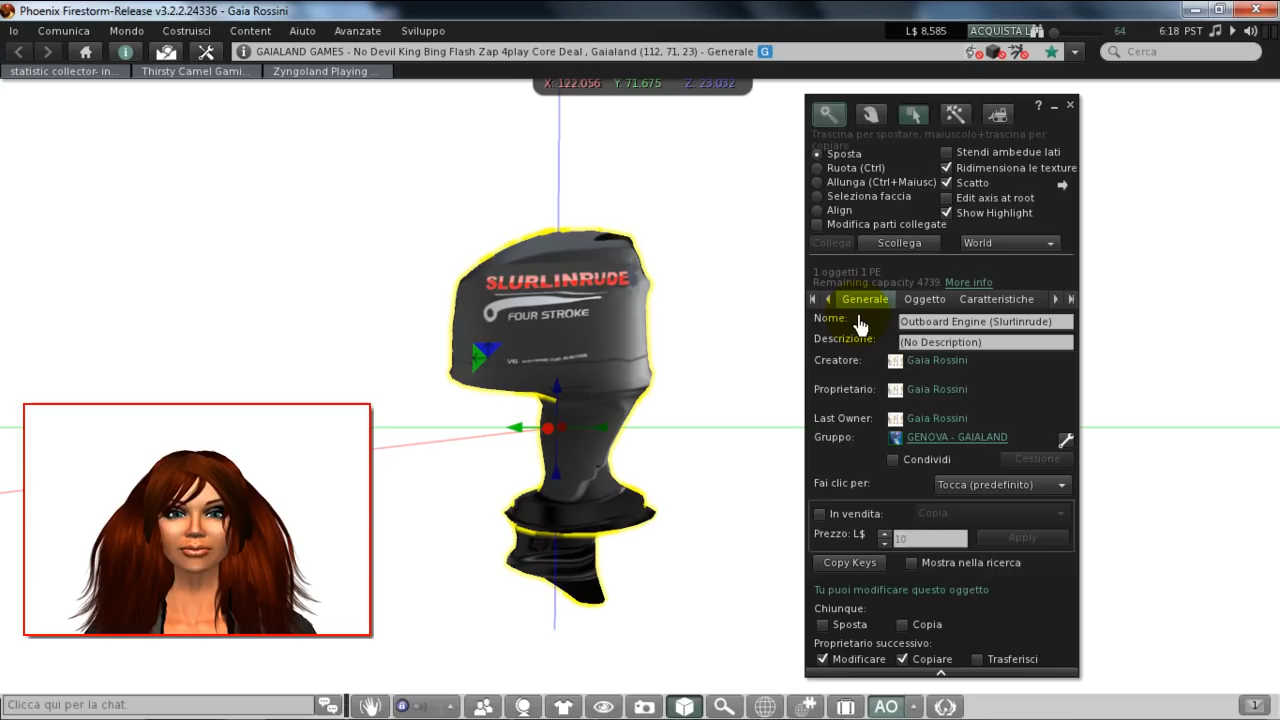 Phoenix Firestorm-Release v3.2.2.24336 - Gaia Rossini
Io Comunica Mondo Costruisci Content Aiuto Avanzate Sviluppo L$ 8,585 ACQUISTA L$ 64 6:18 PST
GAIALAND GAMES - No Devil King Bing Flash Zap 4play Core Deal , Gaialand (112, 71, 23) - Generale G Cerca
statistic collector- in... Thirsty Camel Gami... Zyngoland Playing ...
X: 122.056 Y: 71.675 Z: 23.032
Trascina per spostare, maiuscolo+trascina per
copiare
Sposta
Ruota (Ctrl)
Allunga (Ctrl+Maiusc)
Seleziona faccia
Align
Modifica parti collegate
Stendi ambedue lati
Ridimensiona le texture
Scatto
Edit axis at root
Show Highlight
Collega Scollega World
1 oggetti 1 PE
Remaining capacity 4739 More info
Generale Oggetto Caratteristiche
Nome: Outboard Engine (Slurlinrude)
Descrizione: (No Description)
Creatore: Gaia Rossini
Proprietario: Gaia Rossini
Last Owner: Gaia Rossini
Gruppo: GENOVA - GAIALAND
Condividi Cessione
Fai clic per: Tocca (predefinito)
In vendita: Copia
Prezzo: L$ 10 Apply
Copy Keys Mostra nella ricerca
Tu puoi modificare questo oggetto
Chiunque:
Sposta Copia
Proprietario successivo:
Modificare Copiare Trasferisci
SLURLINRUDE
FOUR STROKE
V6
Clicca qui per la chat. AO 1